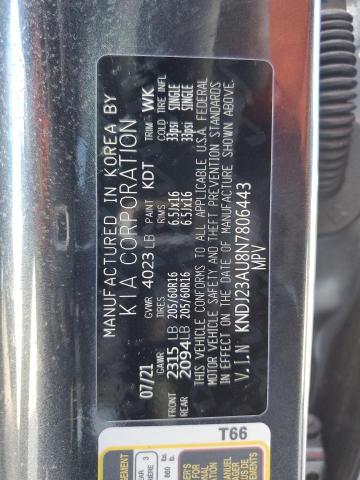 MANUFACTURED IN KOREA BY
KIA CORPORATION
07/21 GVWR 4023 LB PAINT KDT TRIM WK
GAWR RIMS COLD TIRE INFL
FRONT 2315 LB 205/60R16 6.5JX16 33psi SINGLE
REAR 2094 LB 205/60R16 6.5JX16 33psi SINGLE
THIS VEHICLE CONFORMS TO ALL APPLICABLE U.S.A. FEDERAL
MOTOR VEHICLE SAFETY AND THEFT PREVENTION STANDARDS
IN EFFECT ON THE DATE OF MANUFACTURE SHOWN ABOVE.
V.I.N KNDJ23AU8N7806443
MPV
T66